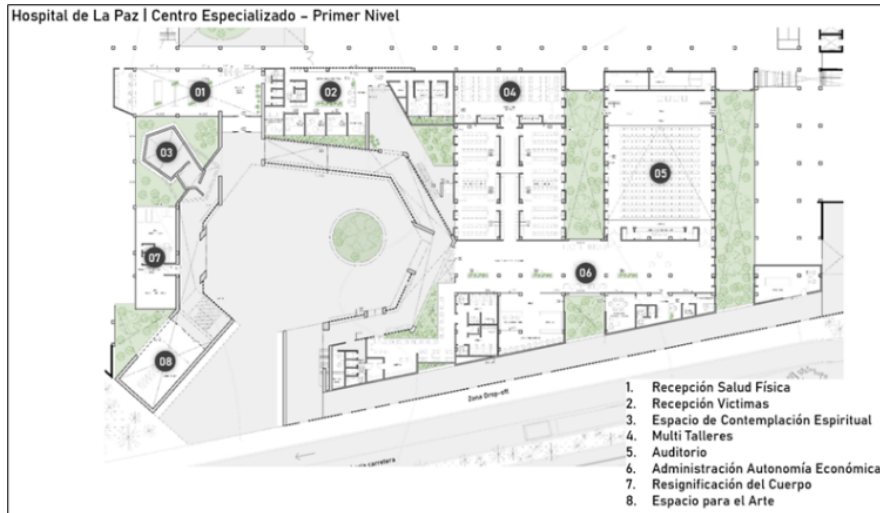 Hospital de La Paz | Centro Especializado – Primer Nivel
01
02
03
04
05
06
07
08
Zona Drop-off
carretera
1. Recepción Salud Física
2. Recepción Victimas
3. Espacio de Contemplación Espiritual
4. Multi Talleres
5. Auditorio
6. Administración Autonomía Económica
7. Resignificación del Cuerpo
8. Espacio para el Arte